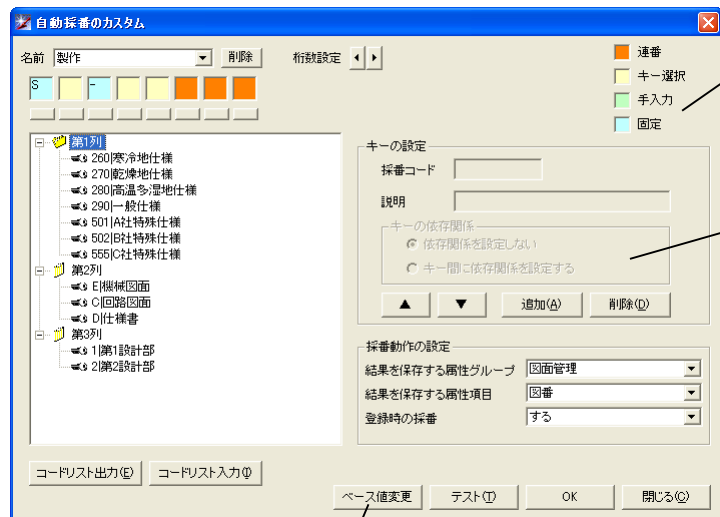 自動採番のカスタム
名前 製作 削除 桁数設定
連番
キー選択
手入力
固定
S -
第1列
260|寒冷地仕様
270|乾燥地仕様
280|高温多湿地仕様
290|一般仕様
501|A社特殊仕様
502|B社特殊仕様
555|C社特殊仕様
第2列
E|機械図面
C|回路図面
D|仕様書
第3列
1|第1設計部
2|第2設計部
キーの設定
採番コード
説明
キーの依存関係
依存関係を設定しない
キー間に依存関係を設定する
▲ ▼ 追加(A) 削除(D)
採番動作の設定
結果を保存する属性グループ 図面管理
結果を保存する属性項目 図番
登録時の採番 する
コードリスト出力(E) コードリスト入力(I)
ベース値変更 テスト(T) OK 閉じる(C)